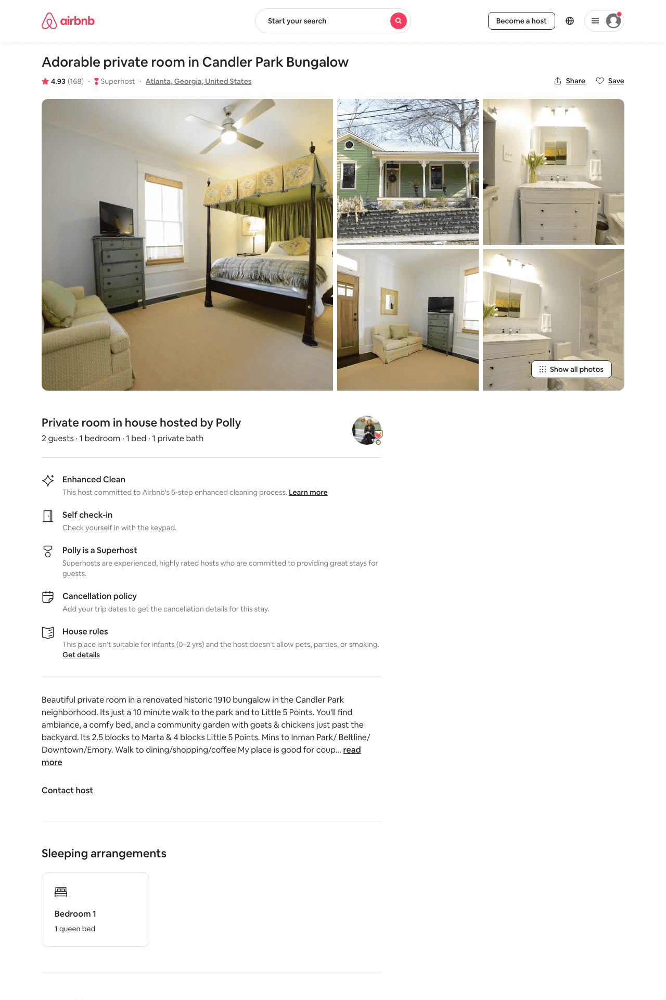 airbnb
Start your search
Become a host
Adorable private room in Candler Park Bungalow
4.93 (168) · Superhost · Atlanta, Georgia, United States
Share
Save
Show all photos
Private room in house hosted by Polly
2 guests · 1 bedroom · 1 bed · 1 private bath
Enhanced Clean
This host committed to Airbnb's 5-step enhanced cleaning process. Learn more
Self check-in
Check yourself in with the keypad.
Polly is a Superhost
Superhosts are experienced, highly rated hosts who are committed to providing great stays for
guests.
Cancellation policy
Add your trip dates to get the cancellation details for this stay.
House rules
This place isn’t suitable for infants (0–2 yrs) and the host doesn’t allow pets, parties, or smoking.
Get details
Beautiful private room in a renovated historic 1910 bungalow in the Candler Park
neighborhood. Its just a 10 minute walk to the park and to Little 5 Points. You'll find
ambiance, a comfy bed, and a community garden with goats & chickens just past the
backyard. Its 2.5 blocks to Marta & 4 blocks Little 5 Points. Mins to Inman Park/ Beltline/
Downtown/Emory. Walk to dining/shopping/coffee My place is good for coup... read
more
Contact host
Sleeping arrangements
Bedroom 1
1 queen bed